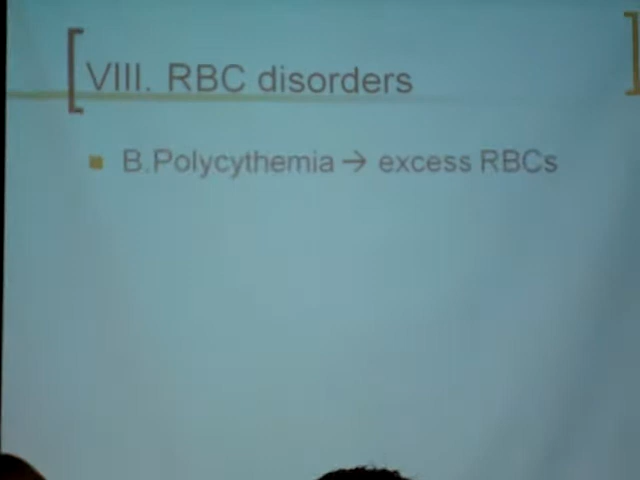 VIII. RBC disorders
B.Polycythemia → excess RBCs